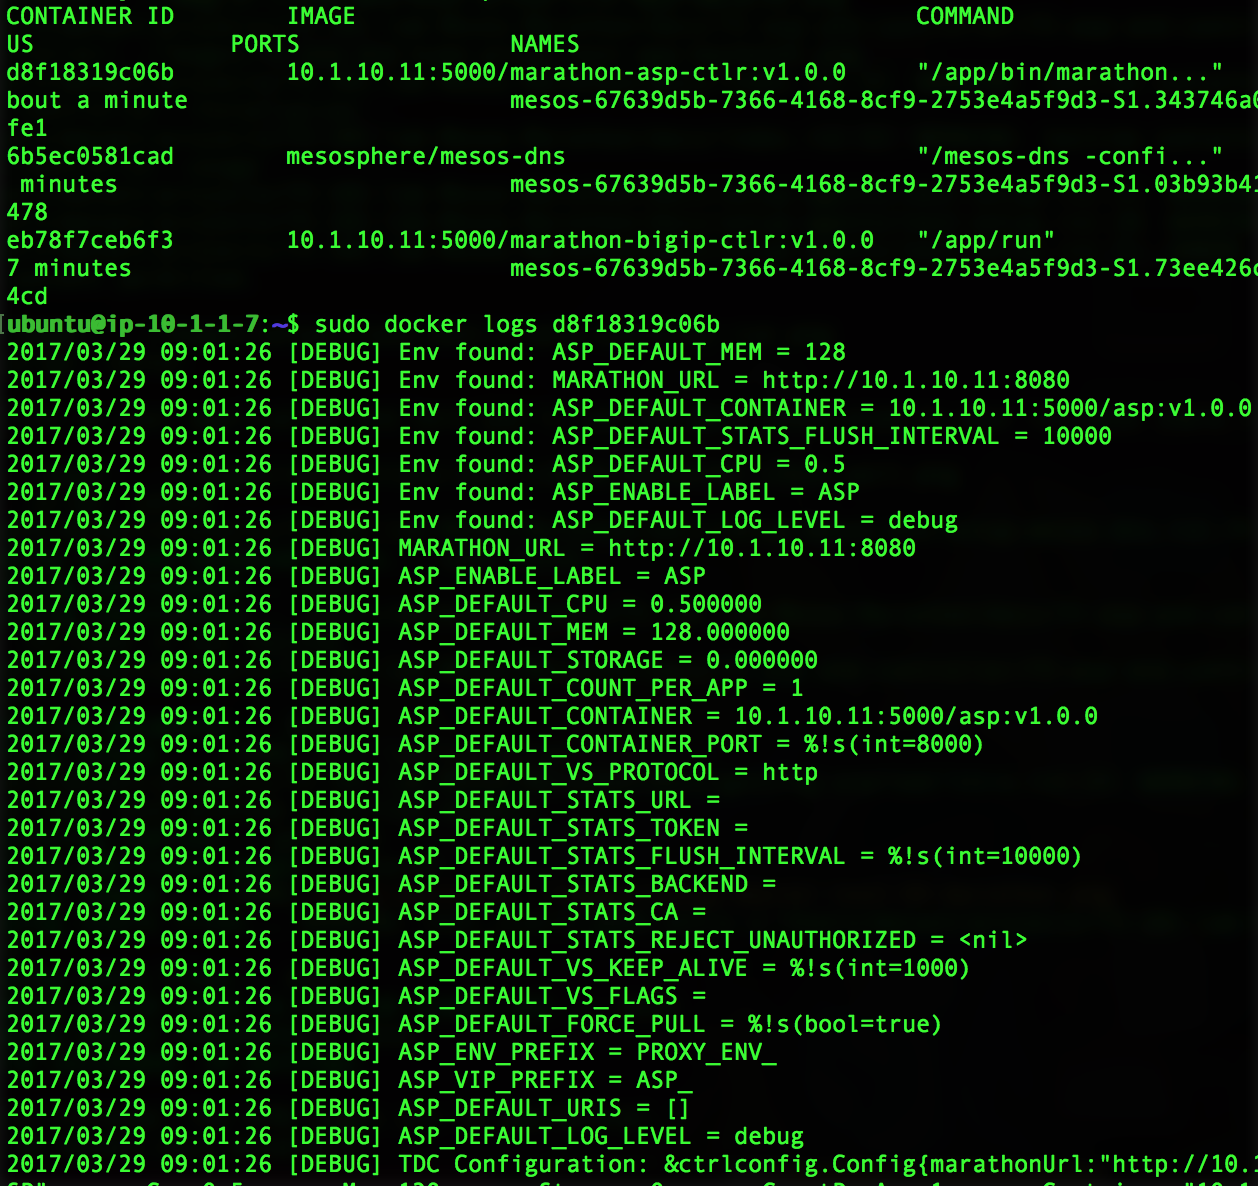 CONTAINER ID IMAGE COMMAND
US PORTS NAMES
d8f18319c06b 10.1.10.11:5000/marathon-asp-ctlr:v1.0.0 "/app/bin/marathon..."
bout a minute mesos-67639d5b-7366-4168-8cf9-2753e4a5f9d3-S1.343746a0
fe1
6b5ec0581cad mesosphere/mesos-dns "/mesos-dns -confi..."
minutes mesos-67639d5b-7366-4168-8cf9-2753e4a5f9d3-S1.03b93b41
478
eb78f7ceb6f3 10.1.10.11:5000/marathon-bigip-ctlr:v1.0.0 "/app/run"
7 minutes mesos-67639d5b-7366-4168-8cf9-2753e4a5f9d3-S1.73ee426c
4cd
[ubuntu@ip-10-1-1-7:~$ sudo docker logs d8f18319c06b
2017/03/29 09:01:26 [DEBUG] Env found: ASP_DEFAULT_MEM = 128
2017/03/29 09:01:26 [DEBUG] Env found: MARATHON_URL = http://10.1.10.11:8080
2017/03/29 09:01:26 [DEBUG] Env found: ASP_DEFAULT_CONTAINER = 10.1.10.11:5000/asp:v1.0.0
2017/03/29 09:01:26 [DEBUG] Env found: ASP_DEFAULT_STATS_FLUSH_INTERVAL = 10000
2017/03/29 09:01:26 [DEBUG] Env found: ASP_DEFAULT_CPU = 0.5
2017/03/29 09:01:26 [DEBUG] Env found: ASP_ENABLE_LABEL = ASP
2017/03/29 09:01:26 [DEBUG] Env found: ASP_DEFAULT_LOG_LEVEL = debug
2017/03/29 09:01:26 [DEBUG] MARATHON_URL = http://10.1.10.11:8080
2017/03/29 09:01:26 [DEBUG] ASP_ENABLE_LABEL = ASP
2017/03/29 09:01:26 [DEBUG] ASP_DEFAULT_CPU = 0.500000
2017/03/29 09:01:26 [DEBUG] ASP_DEFAULT_MEM = 128.000000
2017/03/29 09:01:26 [DEBUG] ASP_DEFAULT_STORAGE = 0.000000
2017/03/29 09:01:26 [DEBUG] ASP_DEFAULT_COUNT_PER_APP = 1
2017/03/29 09:01:26 [DEBUG] ASP_DEFAULT_CONTAINER = 10.1.10.11:5000/asp:v1.0.0
2017/03/29 09:01:26 [DEBUG] ASP_DEFAULT_CONTAINER_PORT = %!s(int=8000)
2017/03/29 09:01:26 [DEBUG] ASP_DEFAULT_VS_PROTOCOL = http
2017/03/29 09:01:26 [DEBUG] ASP_DEFAULT_STATS_URL =
2017/03/29 09:01:26 [DEBUG] ASP_DEFAULT_STATS_TOKEN =
2017/03/29 09:01:26 [DEBUG] ASP_DEFAULT_STATS_FLUSH_INTERVAL = %!s(int=10000)
2017/03/29 09:01:26 [DEBUG] ASP_DEFAULT_STATS_BACKEND =
2017/03/29 09:01:26 [DEBUG] ASP_DEFAULT_STATS_CA =
2017/03/29 09:01:26 [DEBUG] ASP_DEFAULT_STATS_REJECT_UNAUTHORIZED = <nil>
2017/03/29 09:01:26 [DEBUG] ASP_DEFAULT_VS_KEEP_ALIVE = %!s(int=1000)
2017/03/29 09:01:26 [DEBUG] ASP_DEFAULT_VS_FLAGS =
2017/03/29 09:01:26 [DEBUG] ASP_DEFAULT_FORCE_PULL = %!s(bool=true)
2017/03/29 09:01:26 [DEBUG] ASP_ENV_PREFIX = PROXY_ENV_
2017/03/29 09:01:26 [DEBUG] ASP_VIP_PREFIX = ASP_
2017/03/29 09:01:26 [DEBUG] ASP_DEFAULT_URIS = []
2017/03/29 09:01:26 [DEBUG] ASP_DEFAULT_LOG_LEVEL = debug
2017/03/29 09:01:26 [DEBUG] TDC Configuration: &ctrlconfig.Config{marathonUrl:"http://10.1